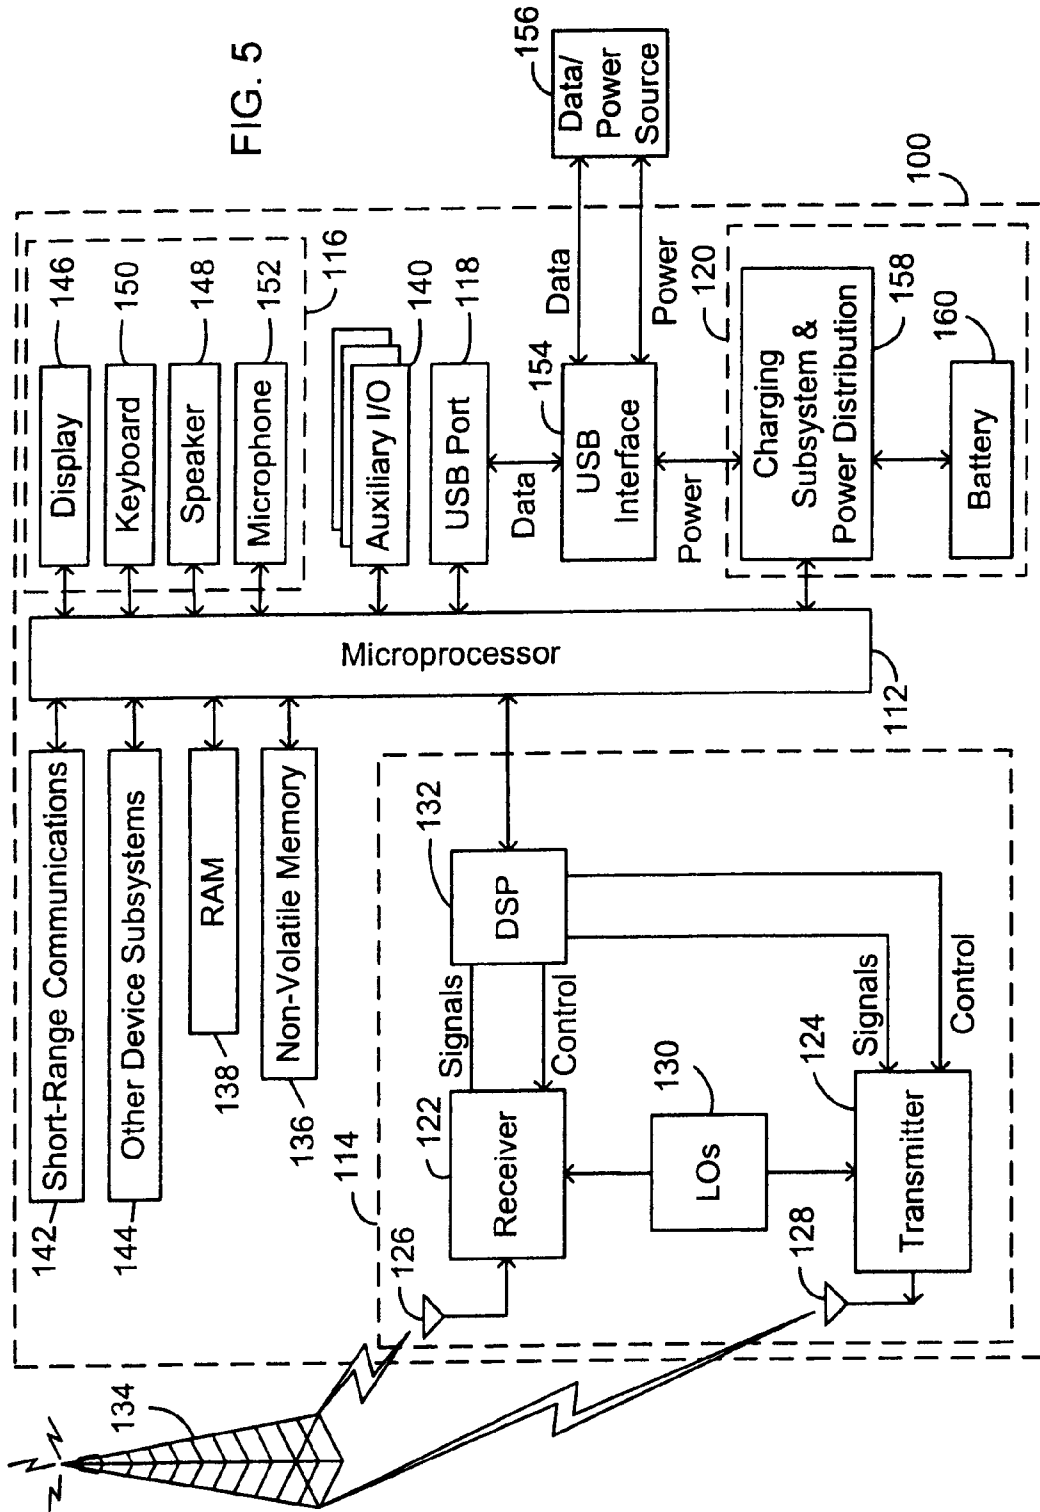 FIG. 5
134
142
Short-Range Communications
144
Other Device Subsystems
138
RAM
136
Non-Volatile Memory
Microprocessor
112
146
Display
150
Keyboard
148
Speaker
152
Microphone
116
Auxiliary I/O
140
USB Port
118
Data
154
USB
Interface
Data
Power
156
Data/
Power
Source
Power
120
Charging
Subsystem &
Power Distribution
158
Battery
160
100
114
126
122
Receiver
Signals
Control
132
DSP
130
LOs
128
124
Transmitter
Signals
Control